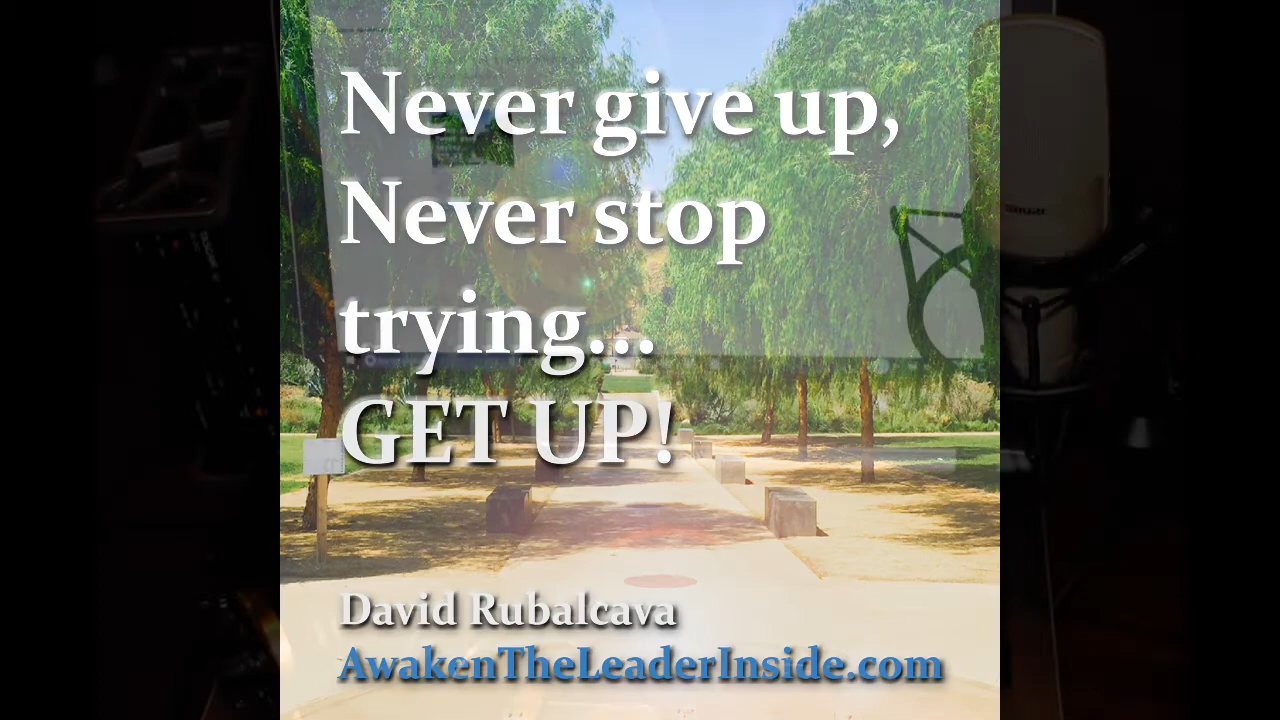 Never give up,
Never stop
trying...
GET UP!
David Rubalcava
AwakenTheLeaderInside.com